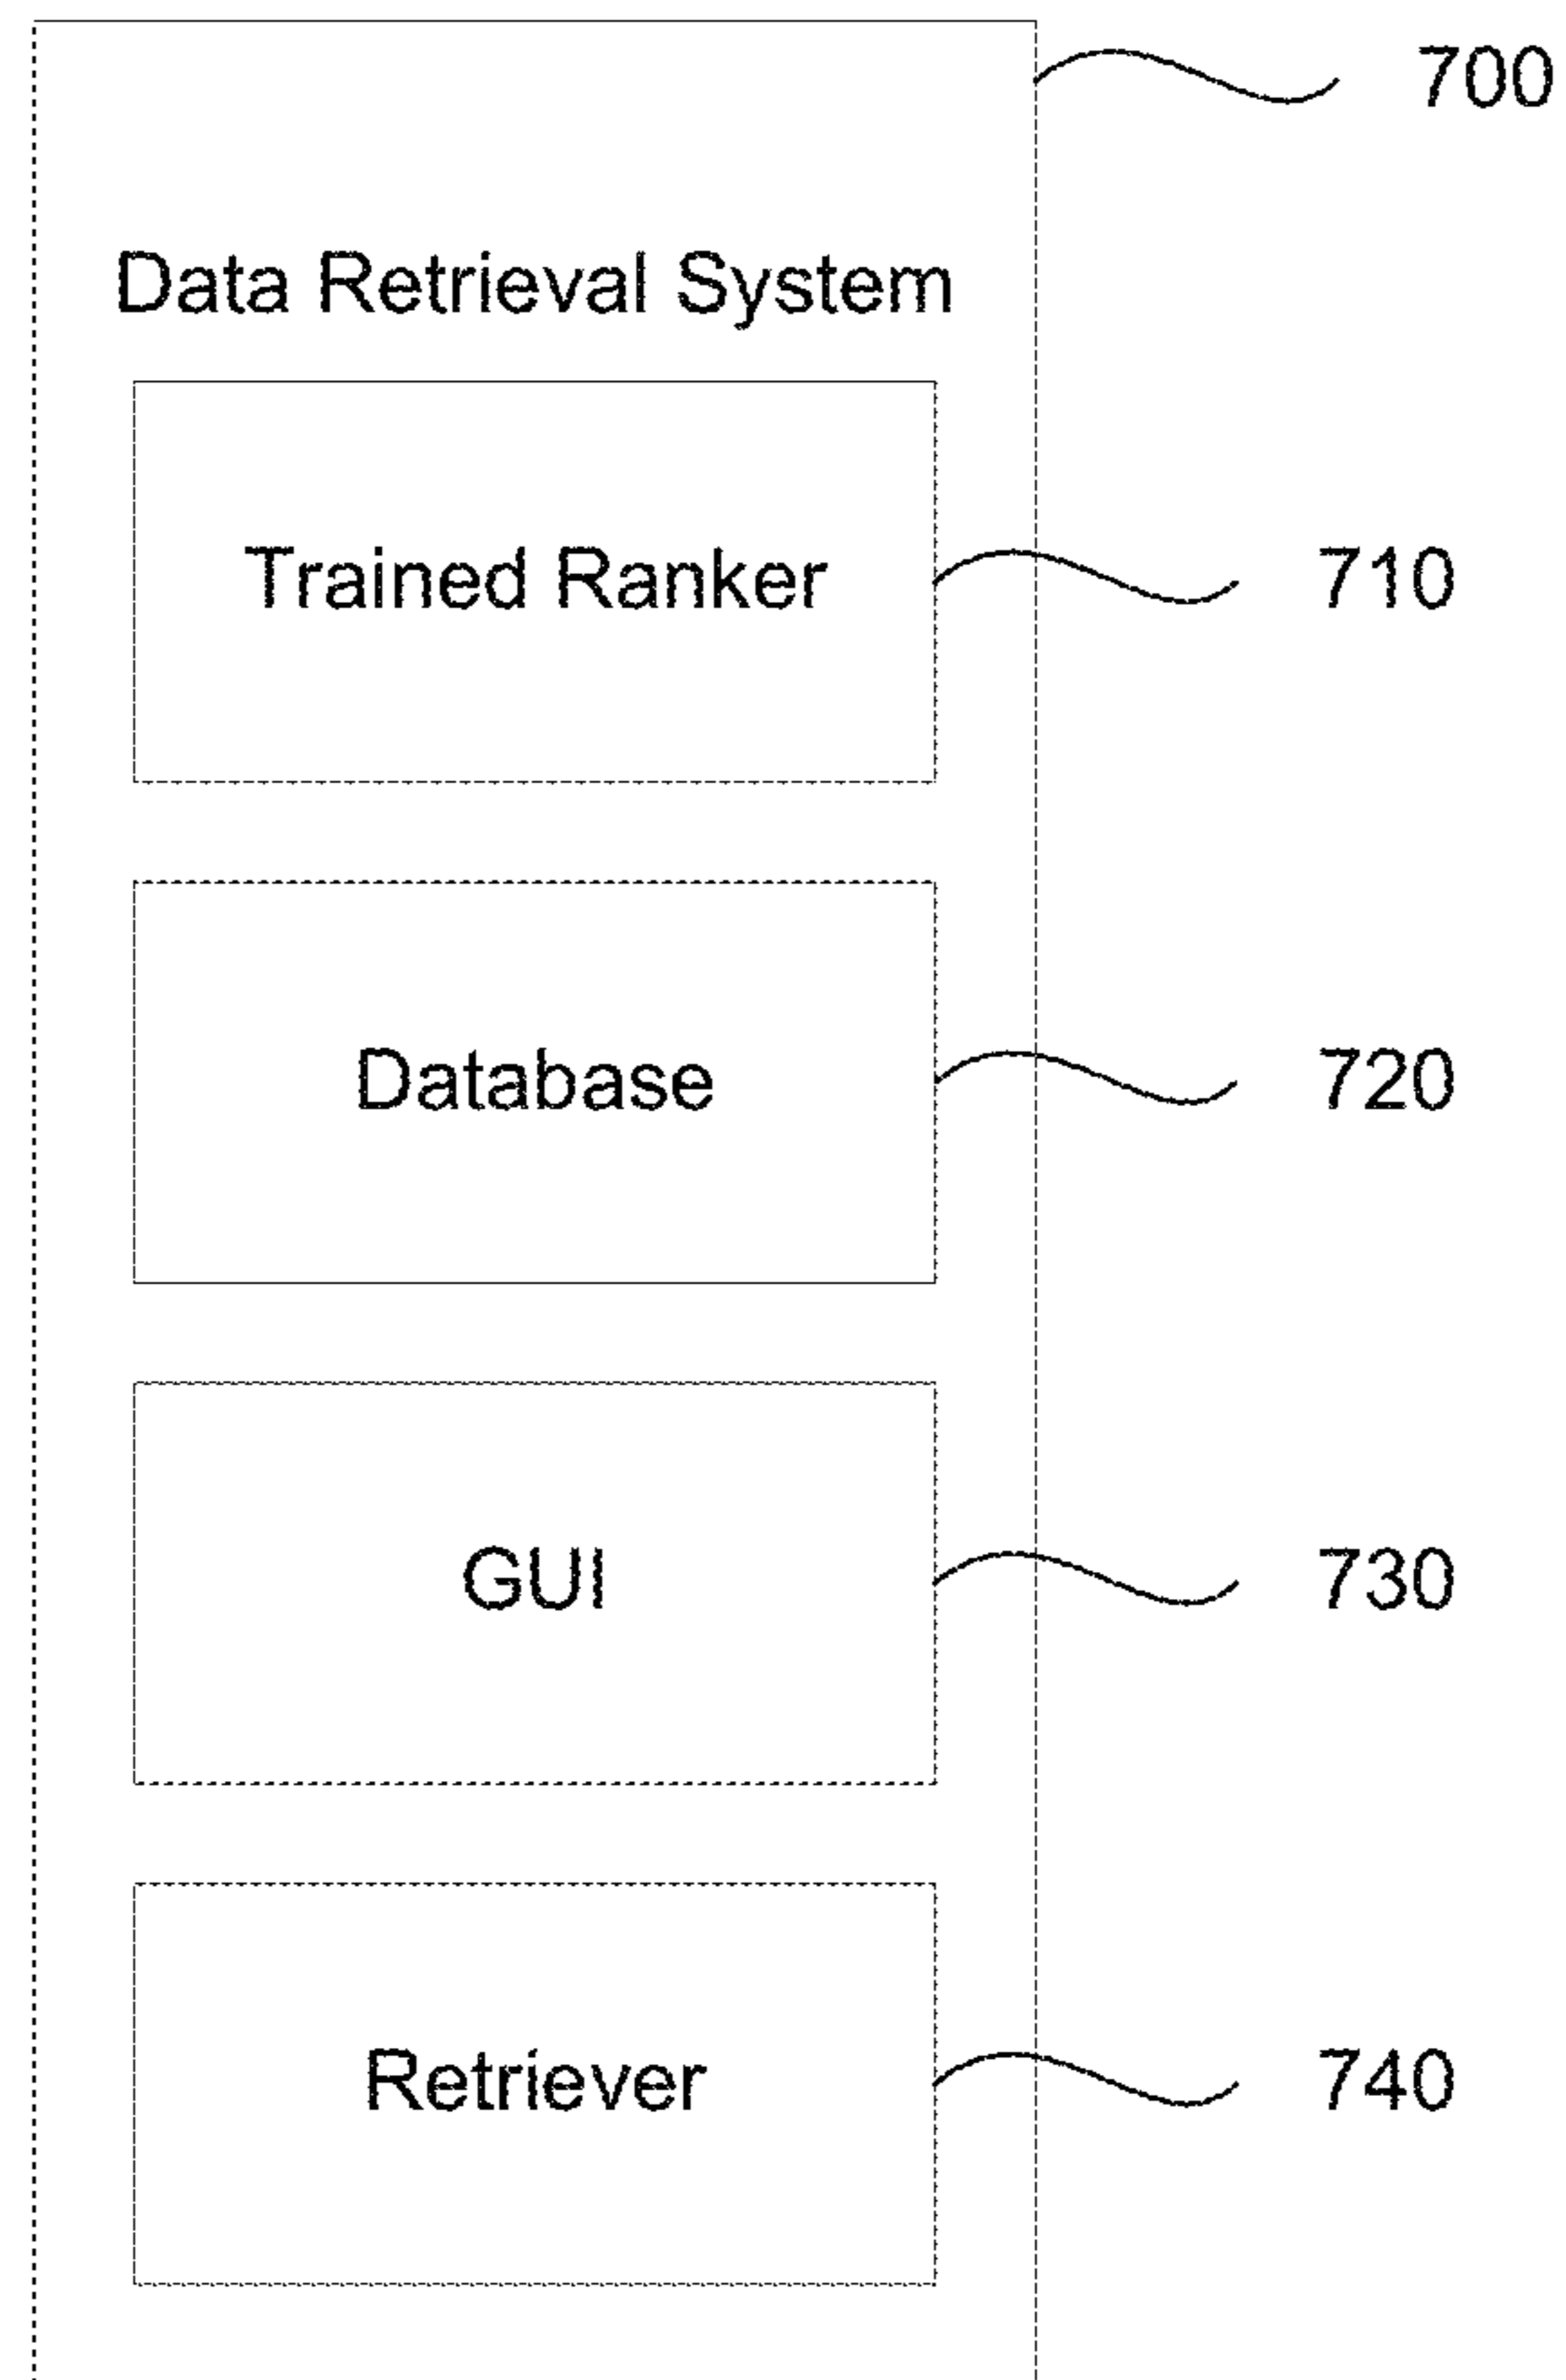 700
Data Retrieval System
Trained Ranker
710
Database
720
GUI
730
Retriever
740